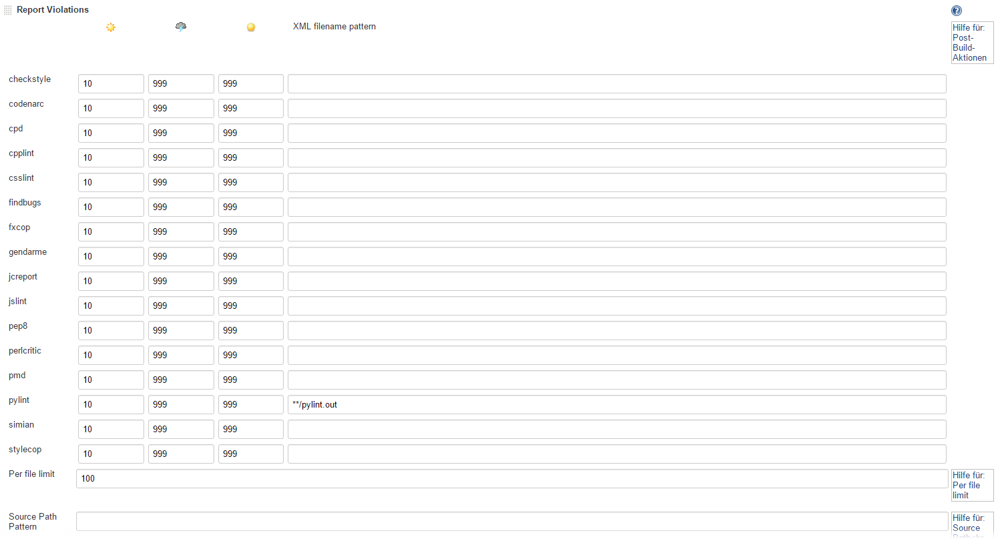 Report Violations
XML filename pattern
Hilfe für:
Post-
Build-
Aktionen
checkstyle 10 999 999
codenarc 10 999 999
cpd 10 999 999
cpplint 10 999 999
csslint 10 999 999
findbugs 10 999 999
fxcop 10 999 999
gendarme 10 999 999
jcreport 10 999 999
jslint 10 999 999
pep8 10 999 999
perlcritic 10 999 999
pmd 10 999 999
pylint 10 999 999 **/pylint.out
simian 10 999 999
stylecop 10 999 999
Per file limit 100
Hilfe für:
Per file
limit
Source Path
Pattern
Hilfe für:
Source